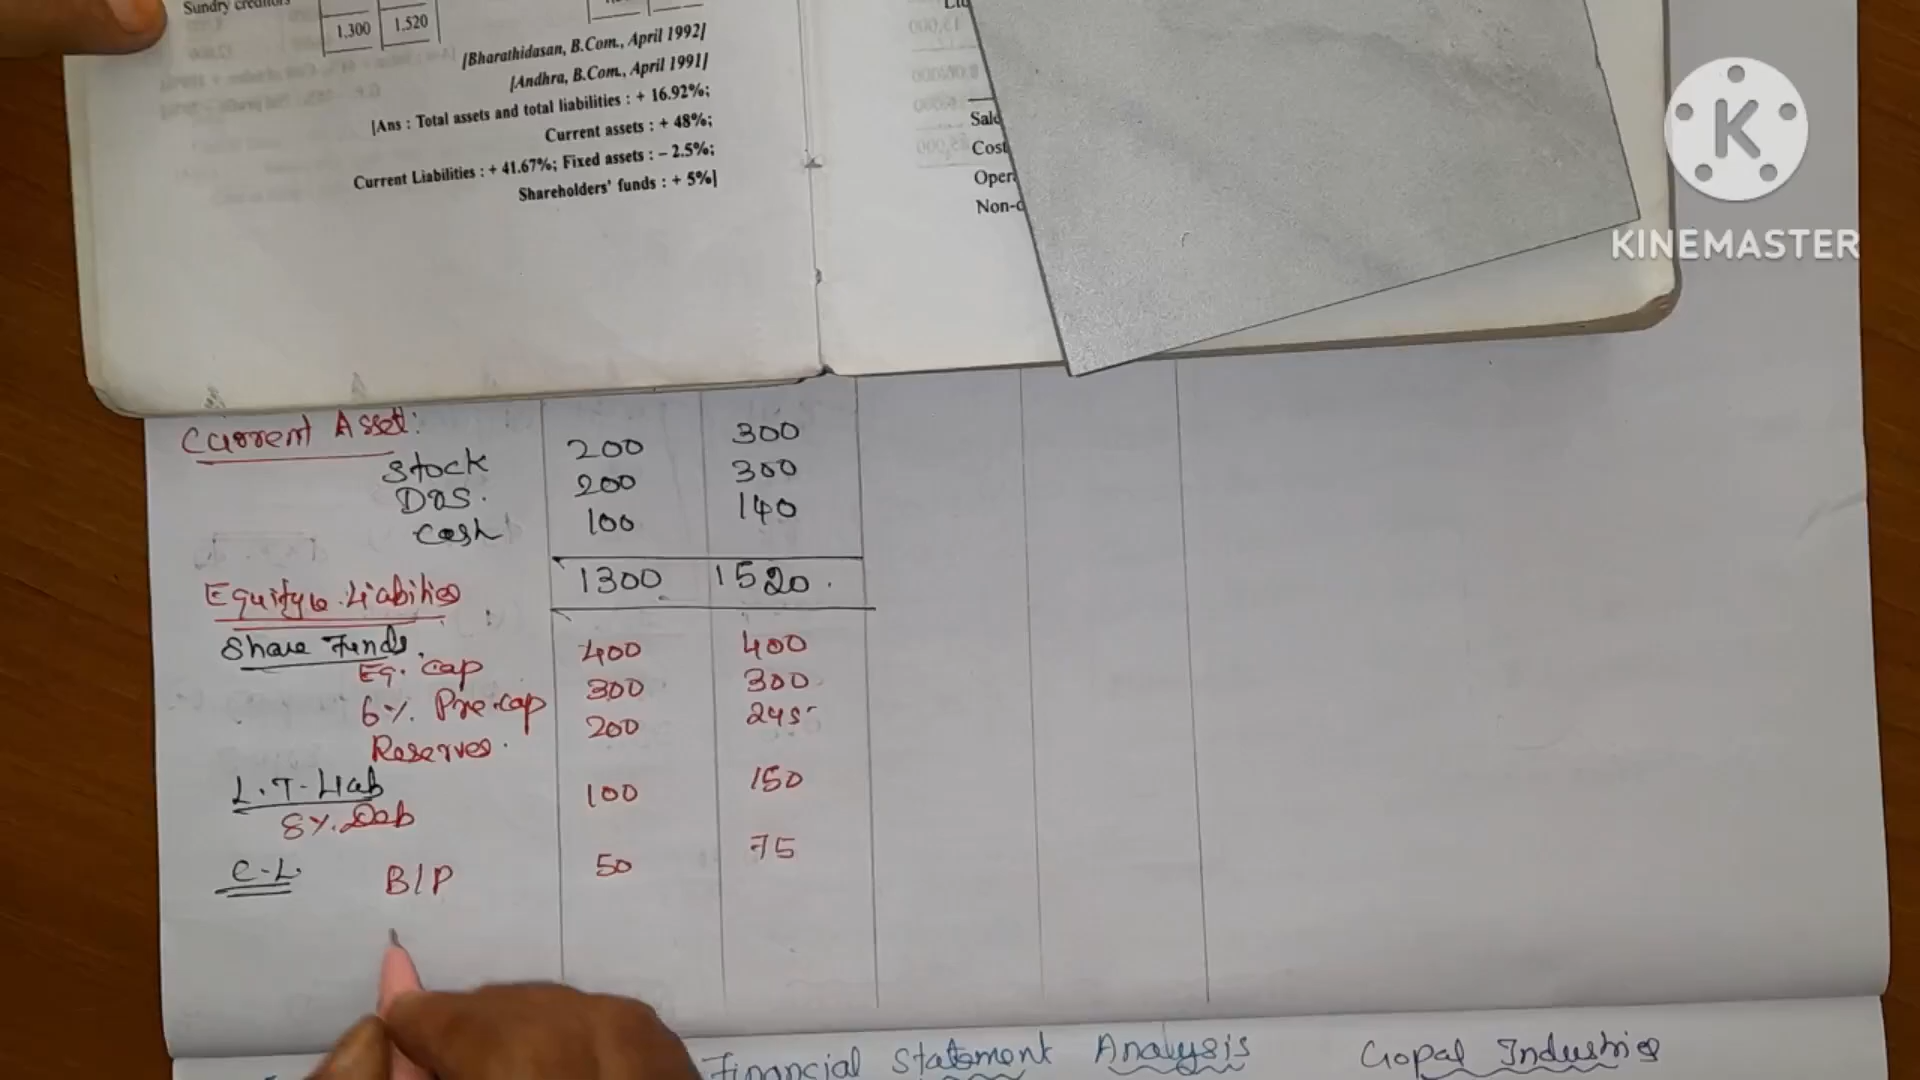 Sundry creditors
1.300 1.520
[Bharathidasan, B.Com., April 1992]
[Andhra, B.Com., April 1991]
[Ans : Total assets and total liabilities : + 16.92%;
Current assets : + 48%;
Current Liabilities : + 41.67%; Fixed assets : – 2.5%;
Shareholders' funds : + 5%]
Sale
Cost
Oper
Non-
K
KINEMASTER
Current Asset:
Stock 200 300
DRS. 200 300
Cash 100 140
1300 1520.
Equity & Liabilities
Share Funds.
Eq. cap 400 400
6%. Pre.cap 300 300
Reserves. 200 245
L.T-Liab
8%. Deb 100 150
C.L. B/P 50 75
Financial Statement Analysis Gopal Industries